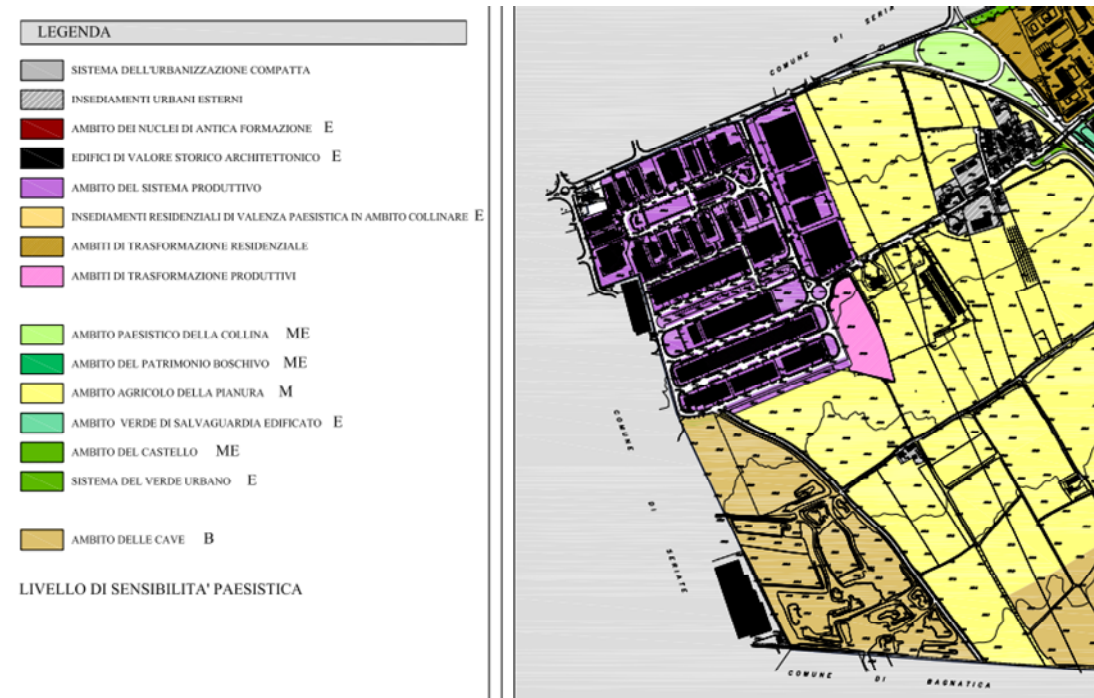 LEGENDA
SISTEMA DELL'URBANIZZAZIONE COMPATTA
INSEDIAMENTI URBANI ESTERNI
AMBITO DEI NUCLEI DI ANTICA FORMAZIONE E
EDIFICI DI VALORE STORICO ARCHITETTONICO E
AMBITO DEL SISTEMA PRODUTTIVO
INSEDIAMENTI RESIDENZIALI DI VALENZA PAESISTICA IN AMBITO COLLINARE E
AMBITI DI TRASFORMAZIONE RESIDENZIALE
AMBITI DI TRASFORMAZIONE PRODUTTIVI
AMBITO PAESISTICO DELLA COLLINA ME
AMBITO DEL PATRIMONIO BOSCHIVO ME
AMBITO AGRICOLO DELLA PIANURA M
AMBITO VERDE DI SALVAGUARDIA EDIFICATO E
AMBITO DEL CASTELLO ME
SISTEMA DEL VERDE URBANO E
AMBITO DELLE CAVE B
LIVELLO DI SENSIBILITA' PAESISTICA
COMUNE DI SERIA
COMUNE DI SERIATE
COMUNE DI BAGNATICA